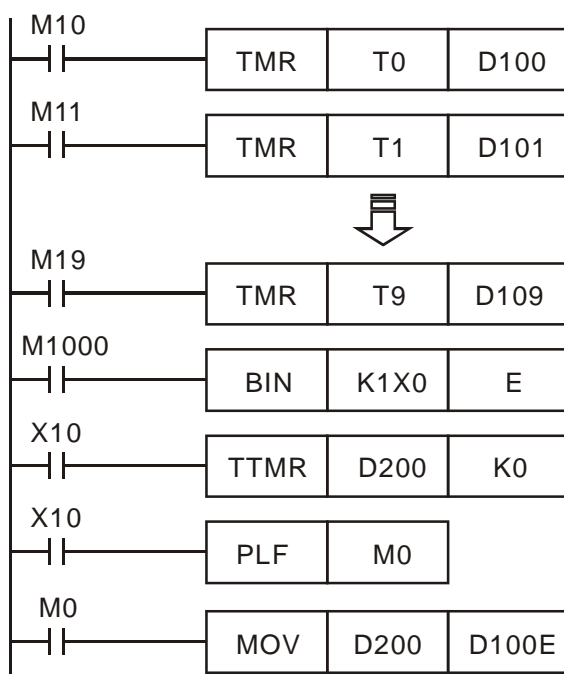 M10
TMR T0 D100
M11
TMR T1 D101
M19
TMR T9 D109
M1000
BIN K1X0 E
X10
TTMR D200 K0
X10
PLF M0
M0
MOV D200 D100E